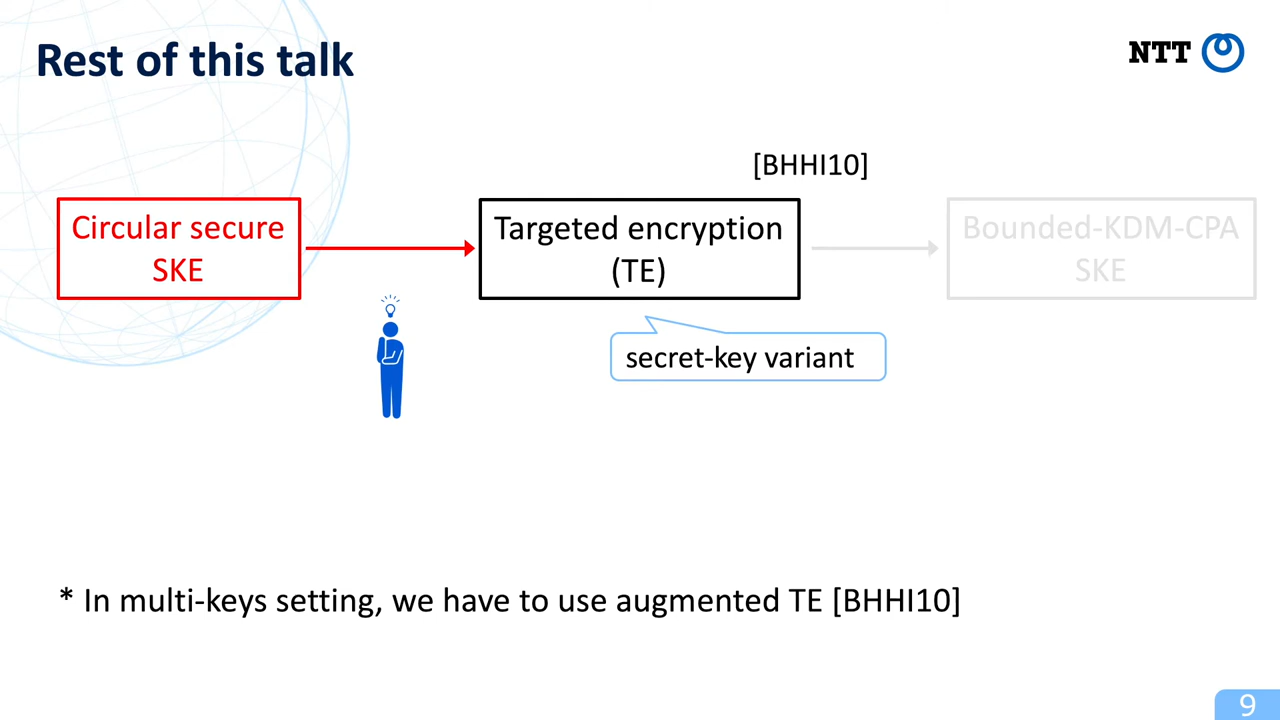 Rest of this talk
NTT
[BHHI10]
Circular secure
SKE
Targeted encryption
(TE)
Bounded-KDM-CPA
SKE
secret-key variant
* In multi-keys setting, we have to use augmented TE [BHHI10]
9